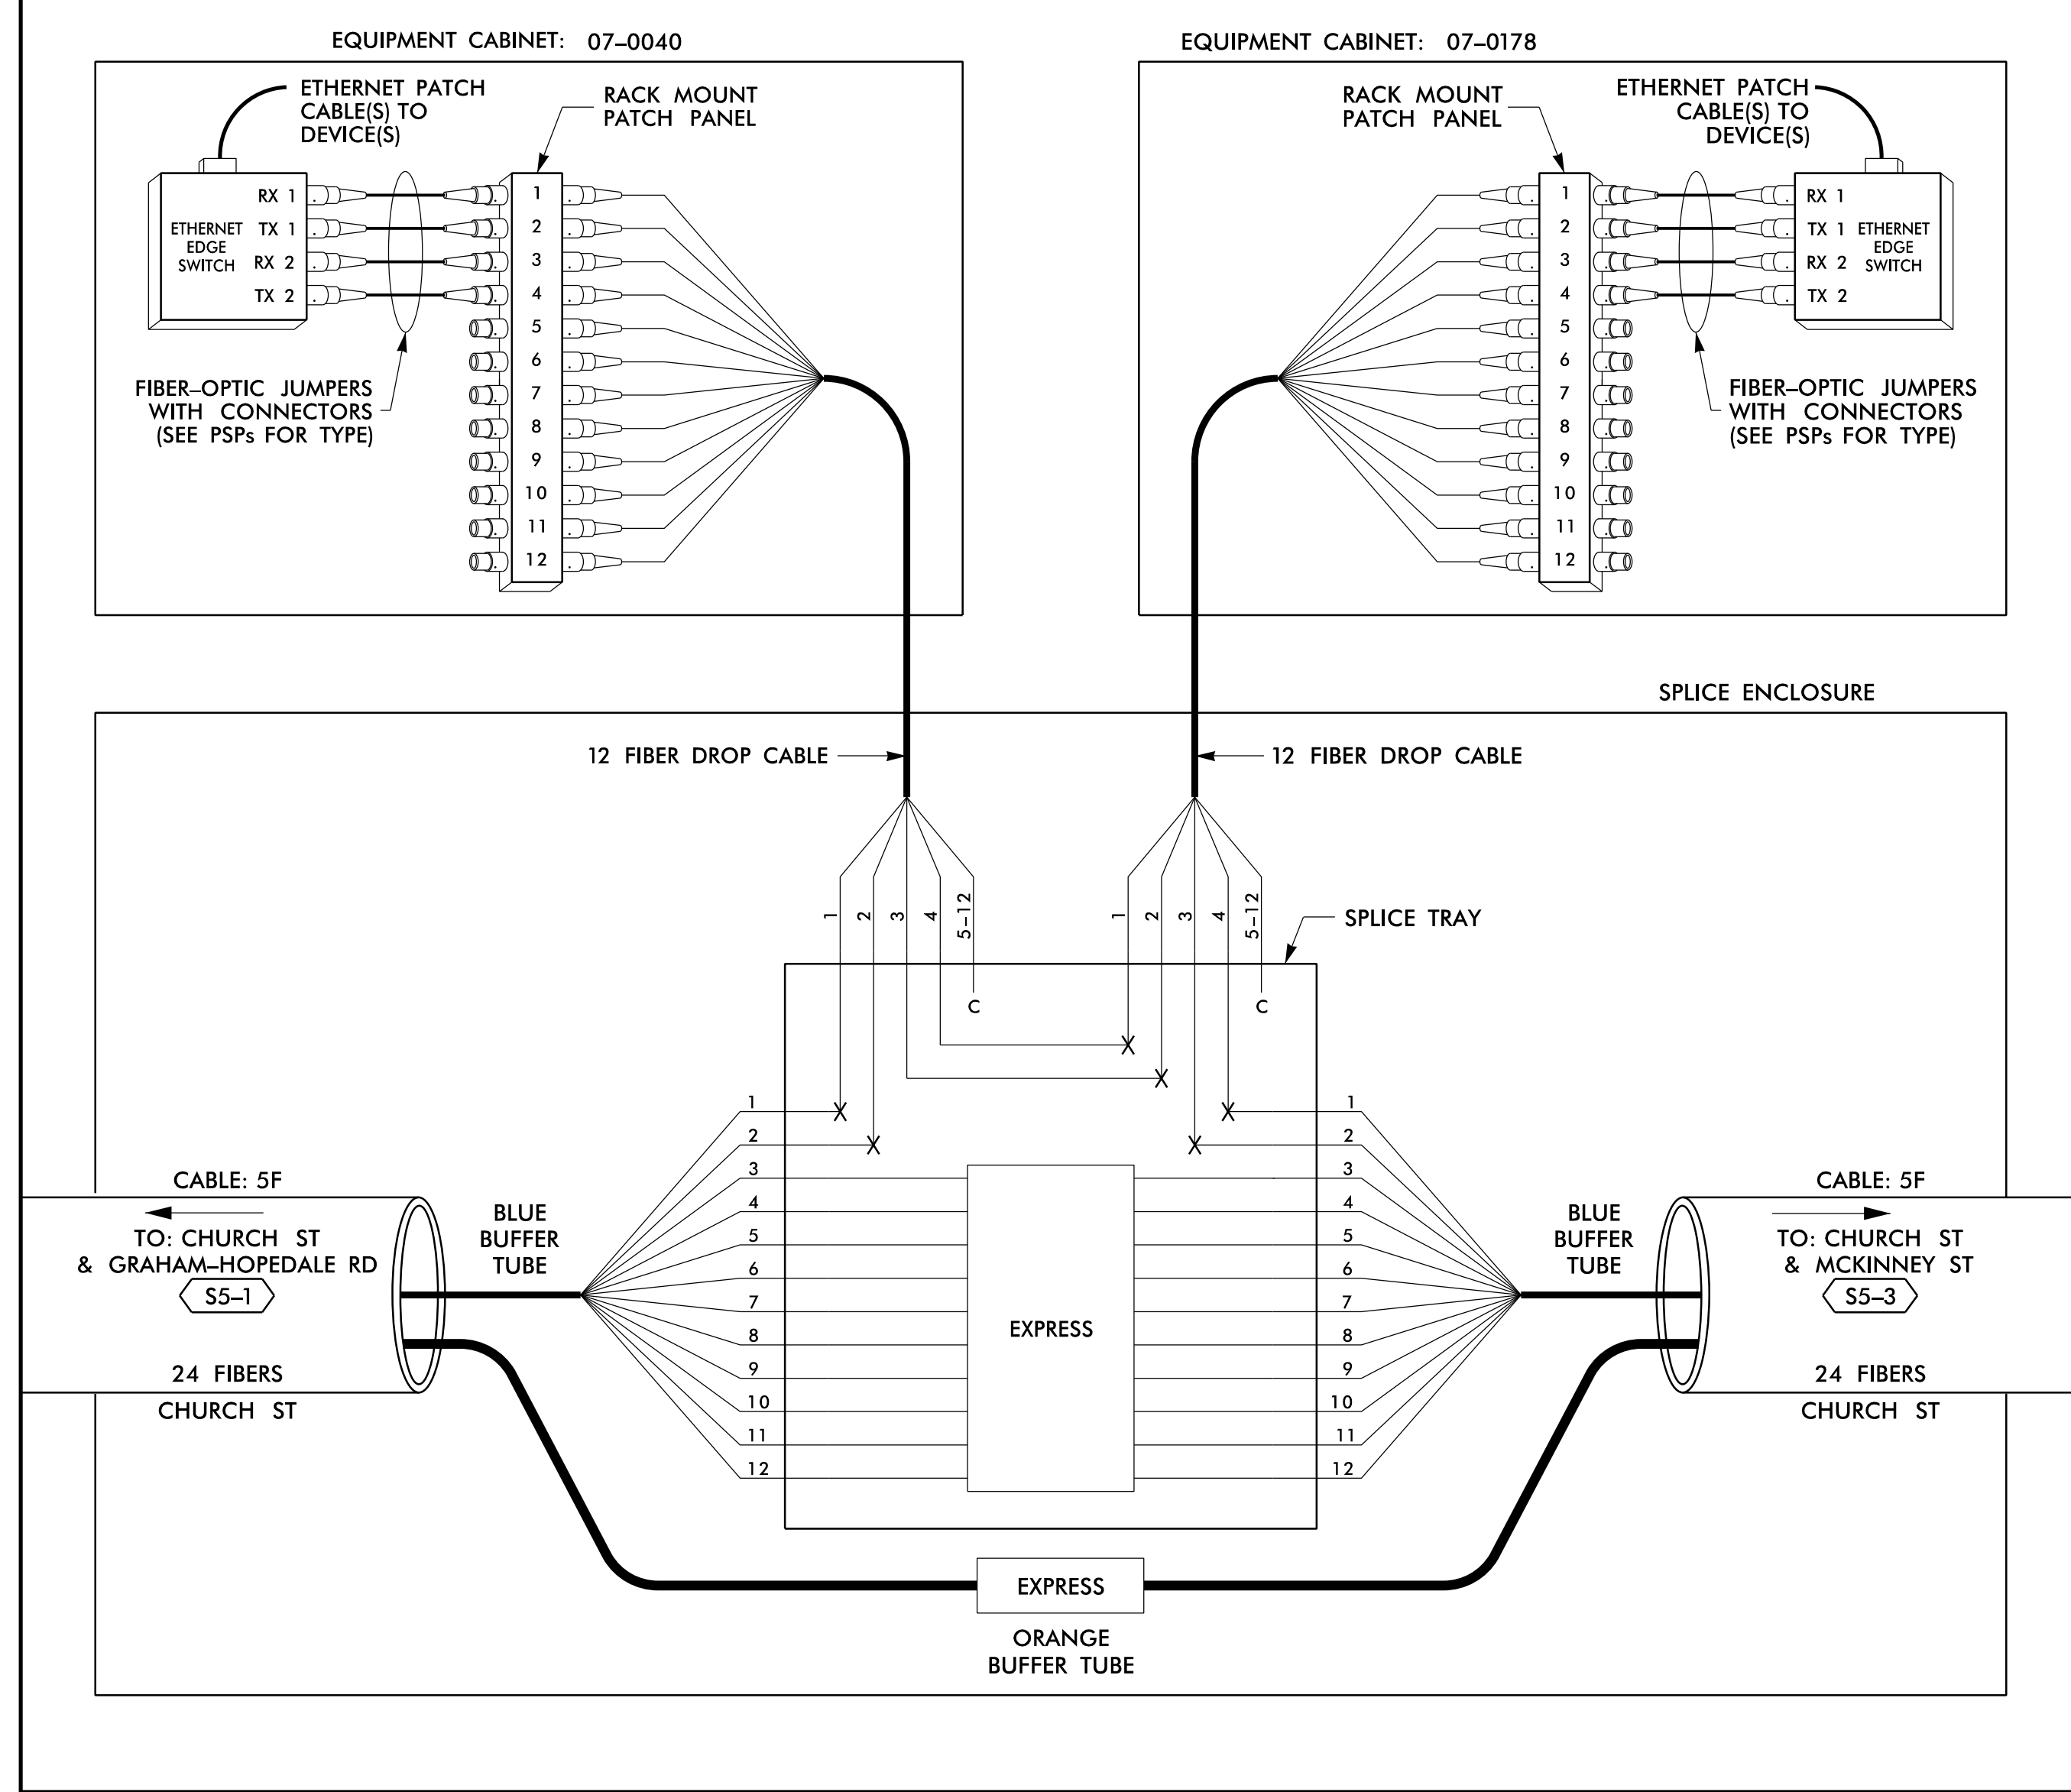 EQUIPMENT CABINET: 07–0040
ETHERNET PATCH
CABLE(S) TO
DEVICE(S)
RACK MOUNT
PATCH PANEL
RX 1
TX 1
RX 2
TX 2
ETHERNET
EDGE
SWITCH
1
2
3
4
5
6
7
8
9
10
11
12
FIBER–OPTIC JUMPERS
WITH CONNECTORS
(SEE PSPs FOR TYPE)
EQUIPMENT CABINET: 07–0178
RACK MOUNT
PATCH PANEL
ETHERNET PATCH
CABLE(S) TO
DEVICE(S)
1
2
3
4
5
6
7
8
9
10
11
12
RX 1
TX 1
RX 2
TX 2
ETHERNET
EDGE
SWITCH
FIBER–OPTIC JUMPERS
WITH CONNECTORS
(SEE PSPs FOR TYPE)
SPLICE ENCLOSURE
12 FIBER DROP CABLE
12 FIBER DROP CABLE
1
2
3
4
5–12
1
2
3
4
5–12
SPLICE TRAY
C
C
CABLE: 5F
TO: CHURCH ST
& GRAHAM–HOPEDALE RD
S5–1
24 FIBERS
CHURCH ST
BLUE
BUFFER
TUBE
1
2
3
4
5
6
7
8
9
10
11
12
EXPRESS
1
2
3
4
5
6
7
8
9
10
11
12
BLUE
BUFFER
TUBE
CABLE: 5F
TO: CHURCH ST
& MCKINNEY ST
S5–3
24 FIBERS
CHURCH ST
EXPRESS
ORANGE
BUFFER TUBE